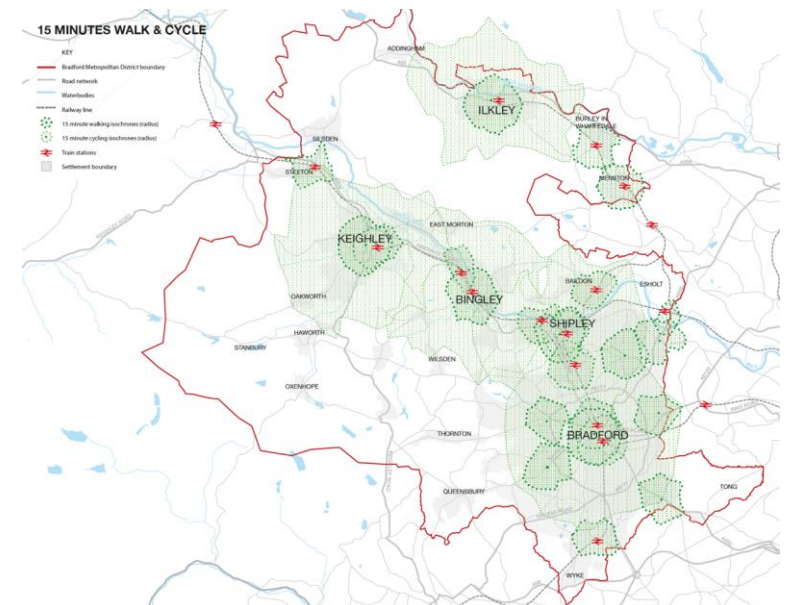 15 MINUTES WALK & CYCLE
KEY
Bradford Metropolitan District boundary
Road network
Waterbodies
Railway line
15 minute walking isochrones (radius)
15 minute cycling isochrones (radius)
Train stations
Settlement boundary
ADDINGHAM
ILKLEY
BURLEY IN
WHARFEDALE
MENSTON
SILSDEN
STEETON
EAST MORTON
KEIGHLEY
BINGLEY
BAILDON
ESHOLT
SHIPLEY
OAKWORTH
HAWORTH
STANBURY
WILSDEN
OXENHOPE
THORNTON
BRADFORD
QUEENSBURY
TONG
WYKE